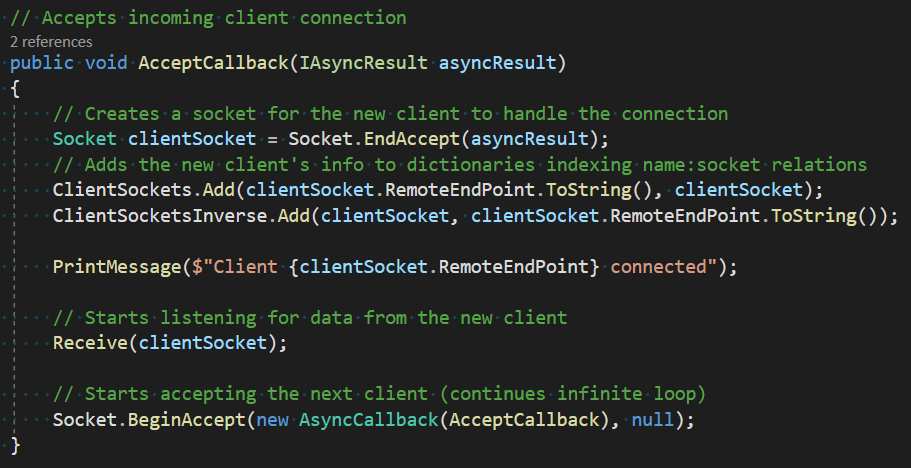 // Accepts incoming client connection
2 references
public void AcceptCallback(IAsyncResult asyncResult)
{
// Creates a socket for the new client to handle the connection
Socket clientSocket = Socket.EndAccept(asyncResult);
// Adds the new client's info to dictionaries indexing name:socket relations
ClientSockets.Add(clientSocket.RemoteEndPoint.ToString(), clientSocket);
ClientSocketsInverse.Add(clientSocket, clientSocket.RemoteEndPoint.ToString());
PrintMessage($"Client {clientSocket.RemoteEndPoint} connected");
// Starts listening for data from the new client
Receive(clientSocket);
// Starts accepting the next client (continues infinite loop)
Socket.BeginAccept(new AsyncCallback(AcceptCallback), null);
}